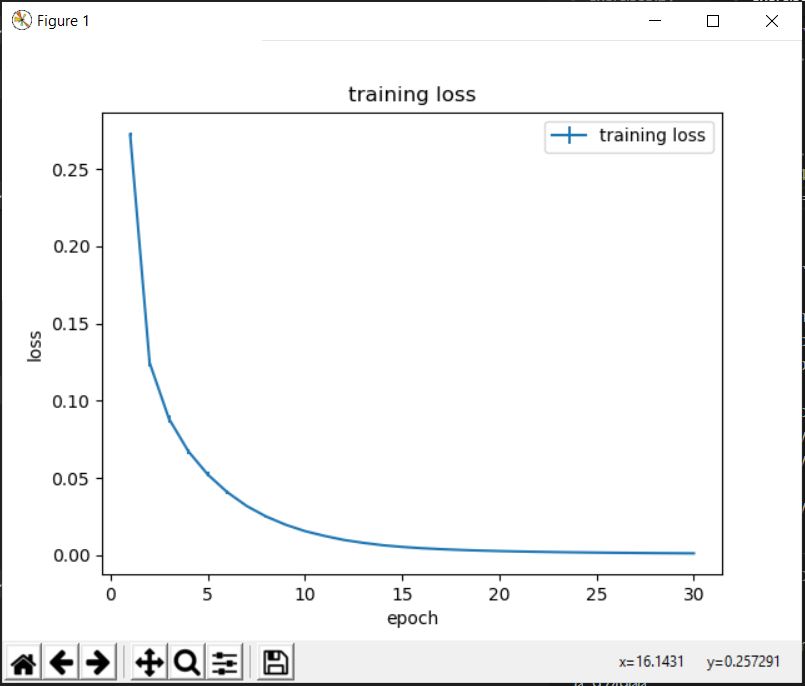 Figure 1
training loss
training loss
0.25
0.20
0.15
0.10
0.05
0.00
loss
0 5 10 15 20 25 30
epoch
x=16.1431 y=0.257291